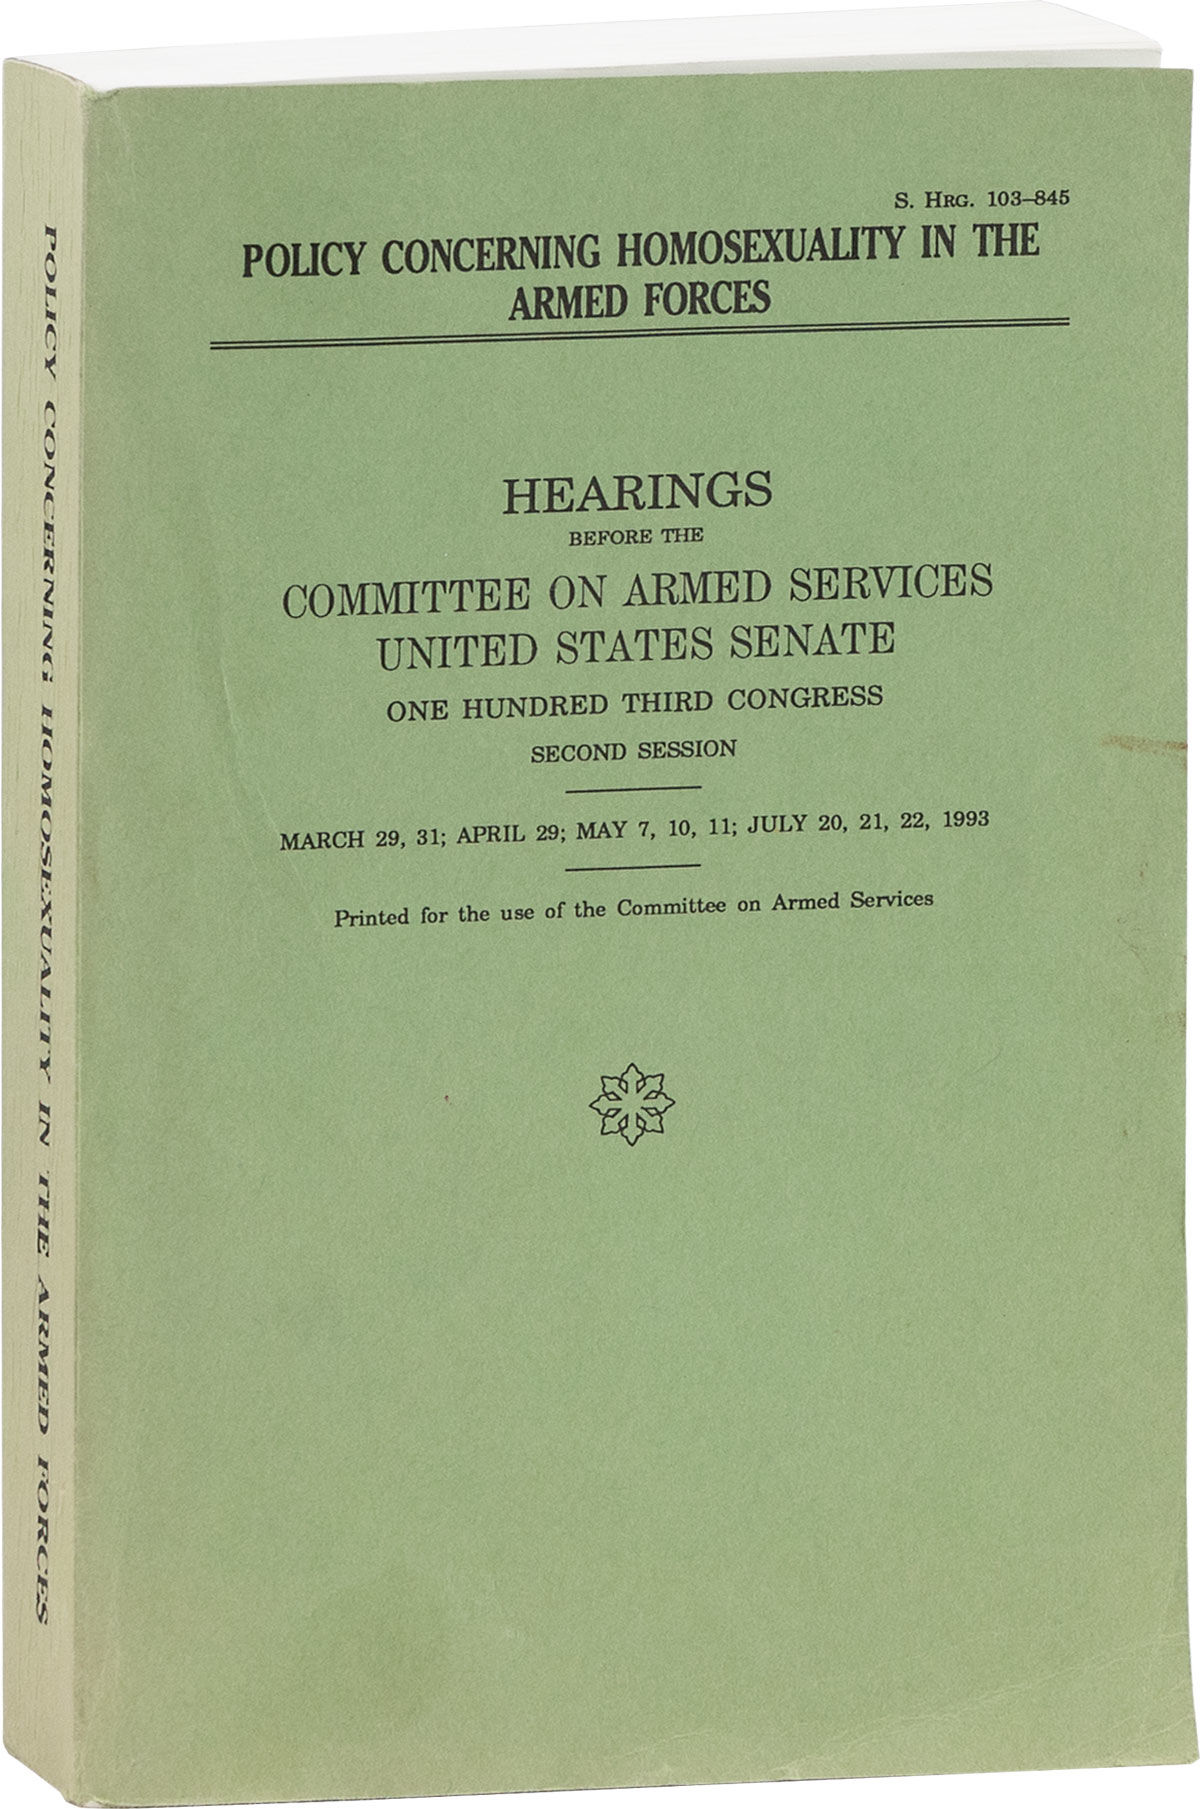 S. HRG. 103–845
POLICY CONCERNING HOMOSEXUALITY IN THE
ARMED FORCES
HEARINGS
BEFORE THE
COMMITTEE ON ARMED SERVICES
UNITED STATES SENATE
ONE HUNDRED THIRD CONGRESS
SECOND SESSION
MARCH 29, 31; APRIL 29; MAY 7, 10, 11; JULY 20, 21, 22, 1993
Printed for the use of the Committee on Armed Services
POLICY CONCERNING HOMOSEXUALITY IN THE ARMED FORCES